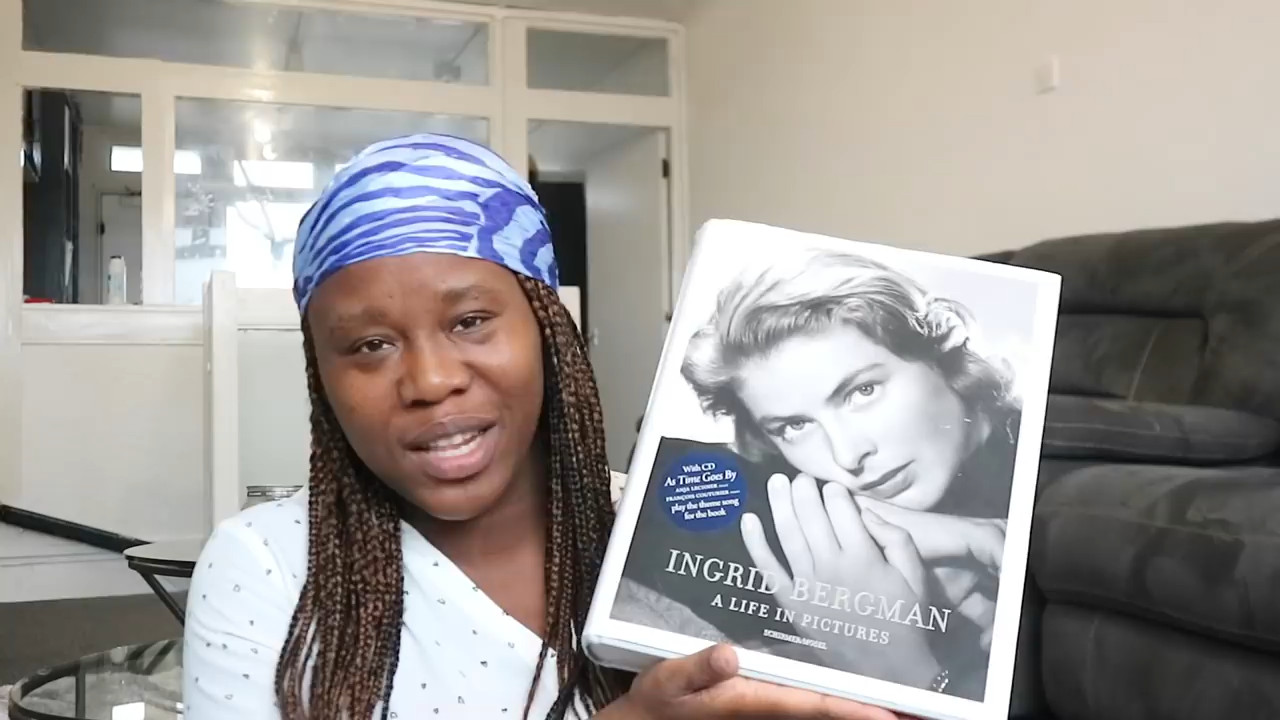 With CD
As Time Goes By
ANJA LECHNER
FRANÇOIS COUTURIER
play the theme song
for the book
INGRID BERGMAN
A LIFE IN PICTURES
SCHIRMER/MOSEL